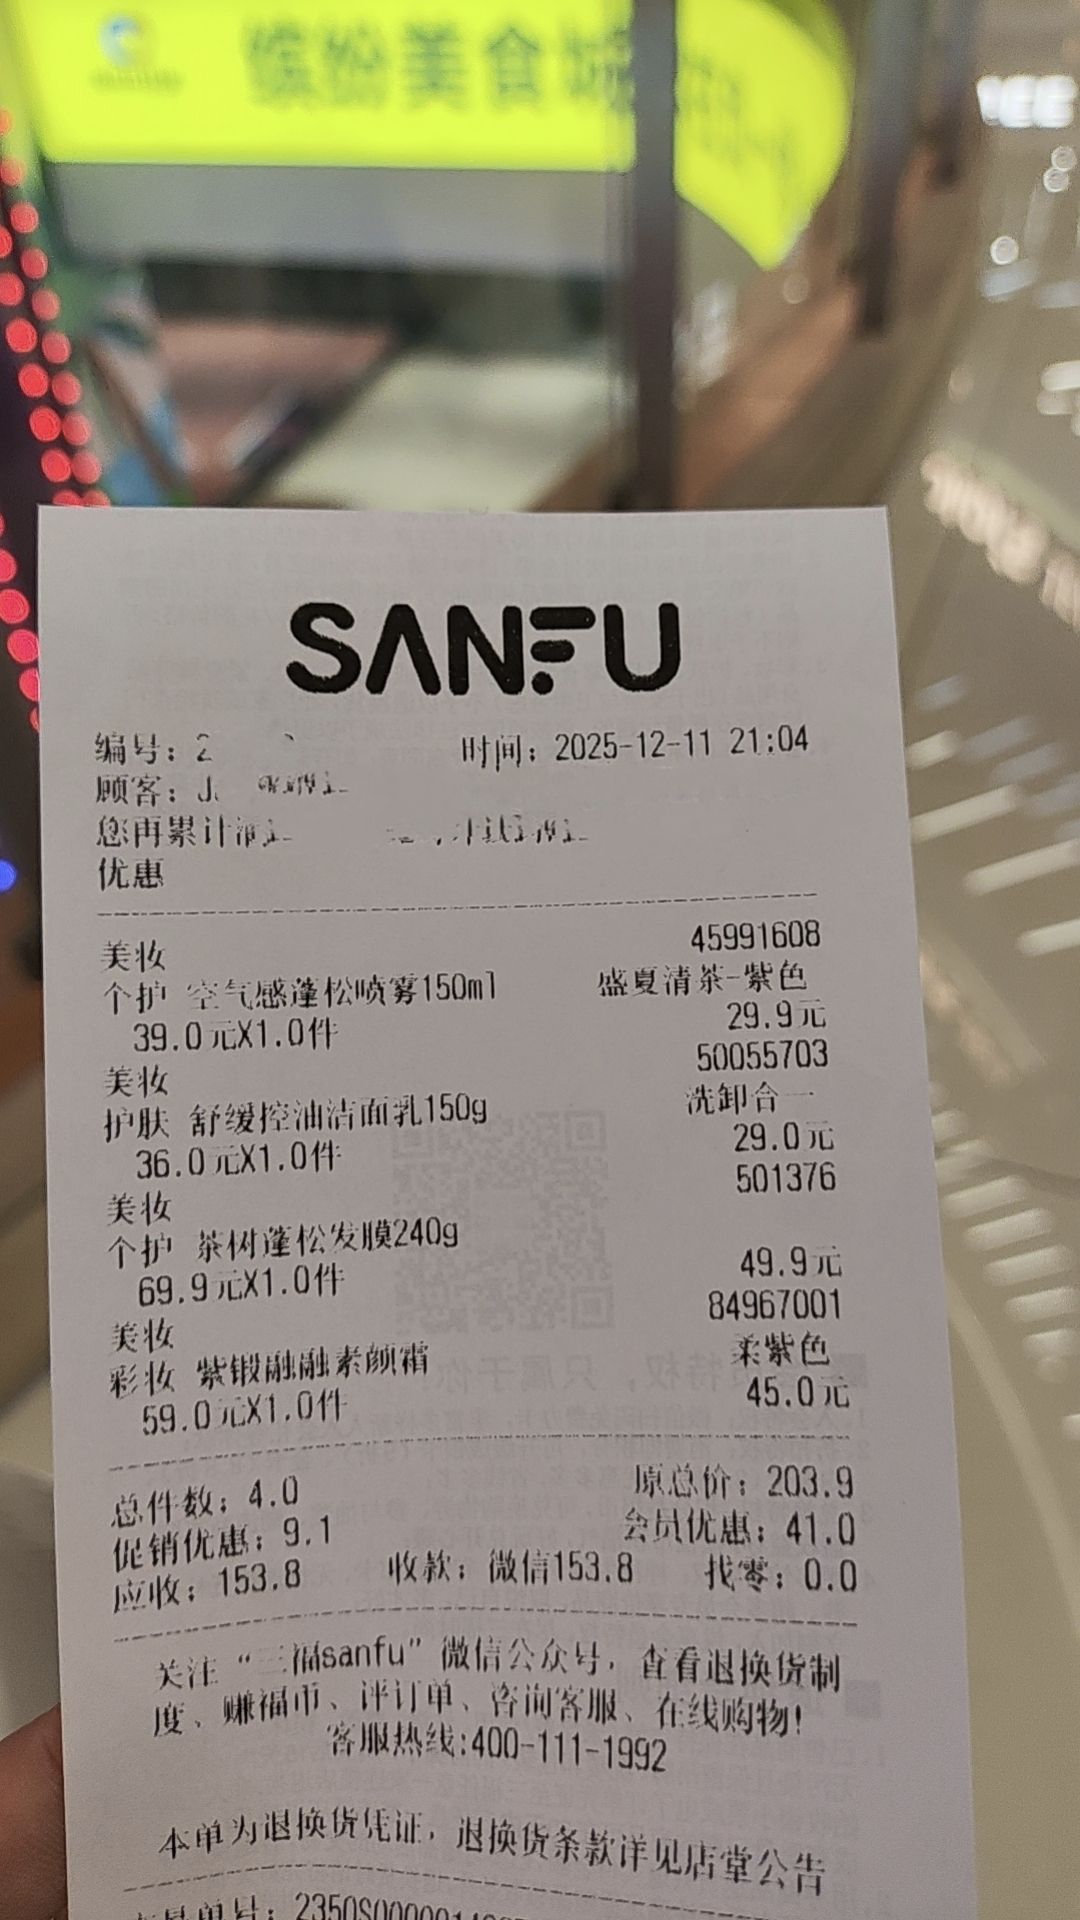 缤纷美食城
SANFU
编号：2 时间：2025-12-11 21:04
顾客：J
您再累计消
优惠
美妆 45991608
个护 空气感蓬松喷雾150ml 盛夏清茶-紫色
39.0元X1.0件 29.9元
美妆 50055703
护肤 舒缓控油洁面乳150g 洗卸合一
36.0元X1.0件 29.0元
美妆 501376
个护 茶树蓬松发膜240g
69.9元X1.0件 49.9元
美妆 84967001
彩妆 紫锻融融素颜霜 柔紫色
59.0元X1.0件 45.0元
总件数：4.0 原总价：203.9
促销优惠：9.1 会员优惠：41.0
应收：153.8 收款：微信153.8 找零：0.0
关注“三福sanfu”微信公众号，查看退换货制
度、赚福币、评订单、咨询客服、在线购物！
客服热线:400-111-1992
本单为退换货凭证，退换货条款详见店堂公告